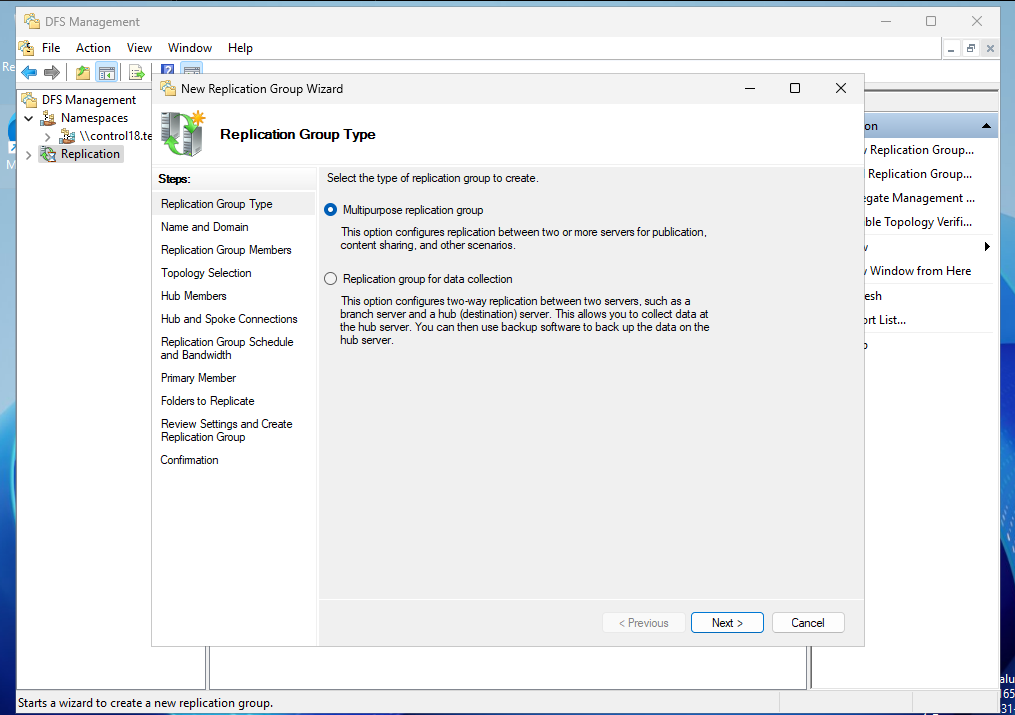 DFS Management
File Action View Window Help
New Replication Group Wizard
DFS Management
Namespaces
\\control18.te
Replication
Replication Group Type
Steps:
Replication Group Type
Name and Domain
Replication Group Members
Topology Selection
Hub Members
Hub and Spoke Connections
Replication Group Schedule
and Bandwidth
Primary Member
Folders to Replicate
Review Settings and Create
Replication Group
Confirmation
Select the type of replication group to create.
Multipurpose replication group
This option configures replication between two or more servers for publication,
content sharing, and other scenarios.
Replication group for data collection
This option configures two-way replication between two servers, such as a
branch server and a hub (destination) server. This allows you to collect data at
the hub server. You can then use backup software to back up the data on the
hub server.
< Previous
Next >
Cancel
on
Replication Group...
Replication Group...
egate Management ...
ble Topology Verifi...
Window from Here
esh
ort List...
Starts a wizard to create a new replication group.
Re
M
alu
165
31-